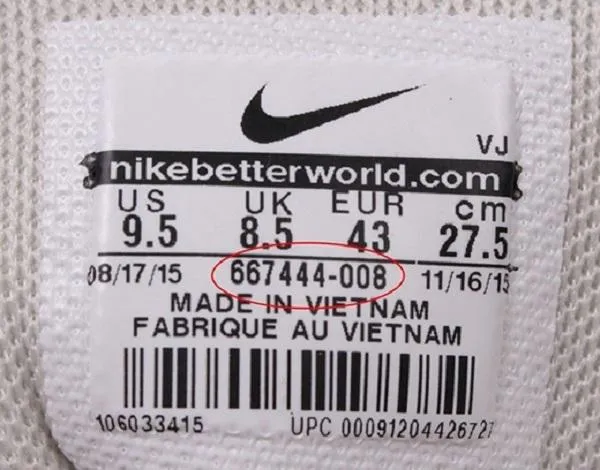 VJ
nikebetterworld.com
US UK EUR cm
9.5 8.5 43 27.5
08/17/15 667444-008 11/16/15
MADE IN VIETNAM
FABRIQUE AU VIETNAM
106033415 UPC 00091204426727